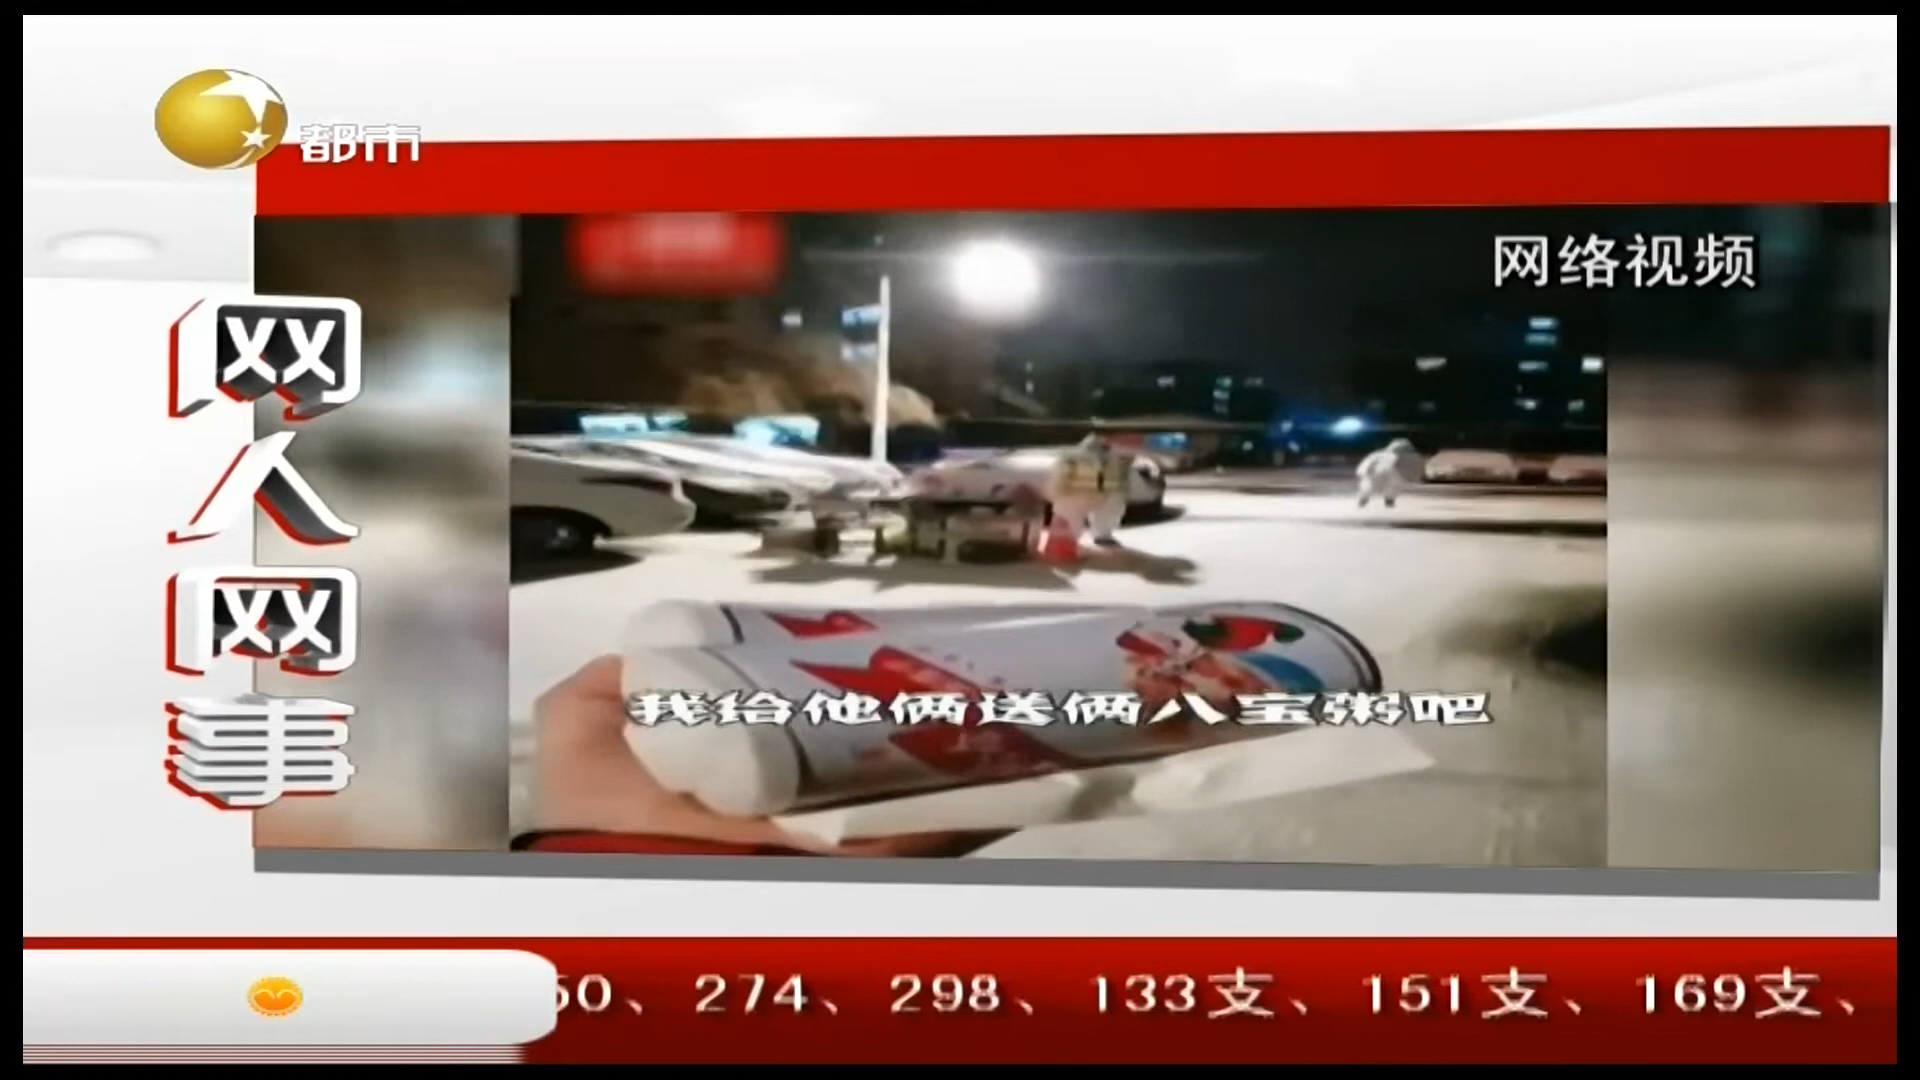 都市
网络视频
网人网事
我给他俩送俩八宝粥吧
50、274、298、133支、151支、169支、